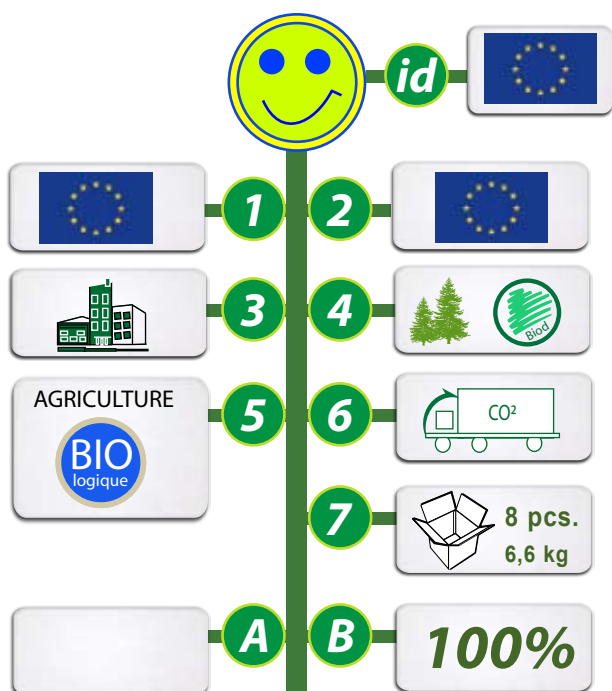 id
1
2
3
4
Biod
AGRICULTURE
BIO
logique
5
6
CO²
7
8 pcs.
6,6 kg
A
B
100%